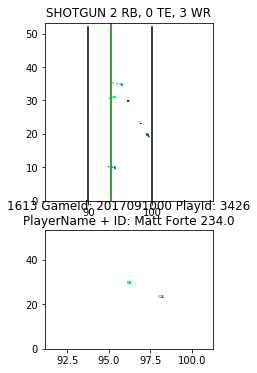 SHOTGUN 2 RB, 0 TE, 3 WR
50
40
30
20
10
0
90 100
1613 GameId: 2017091000 PlayId: 3426
PlayerName + ID: Matt Forte 234.0
40
20
0
92.5 95.0 97.5 100.0